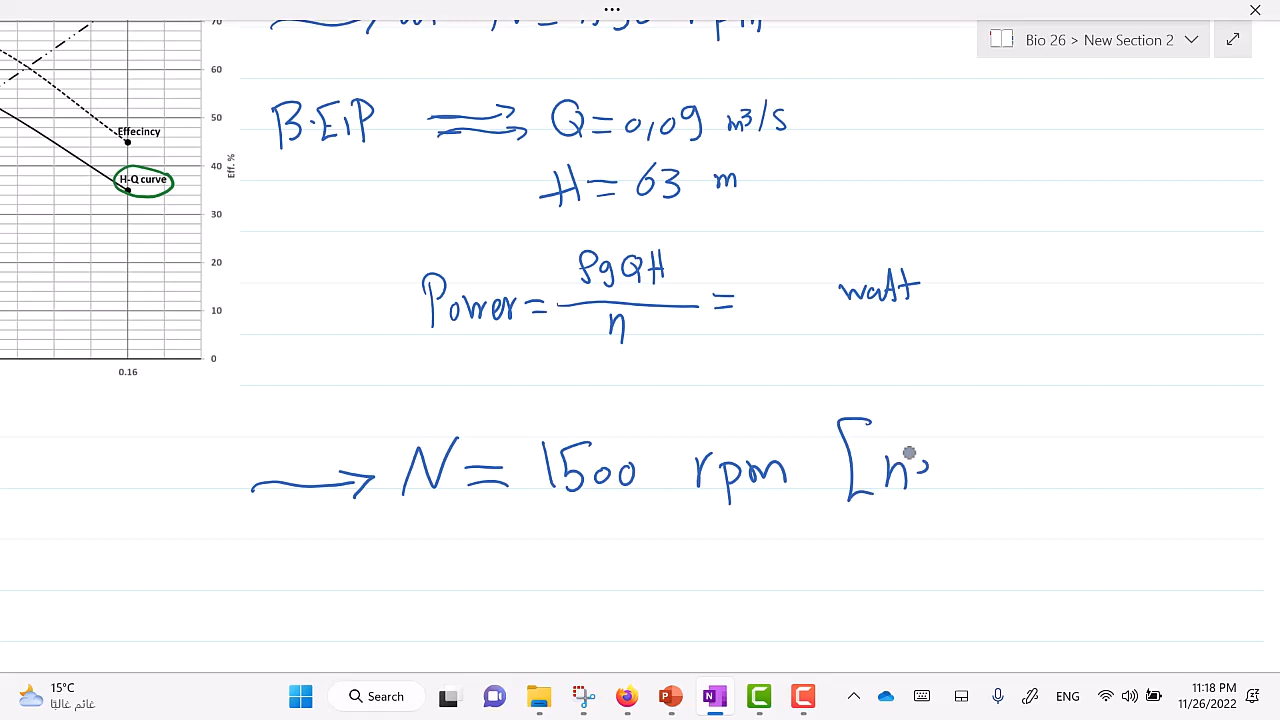 ...
Bio 26 > New Section 2
70
60
50
40
30
20
10
0
Eff. %
0.16
Effecincy
H-Q curve
rpm
B.E.P ⟹ Q = 0,09 m³/s
H = 63 m
Power = ρgQH / η = watt
→ N = 1500 rpm [η,
15°C
غائم غالبًا
Search
ENG
11:18 PM
11/26/2022